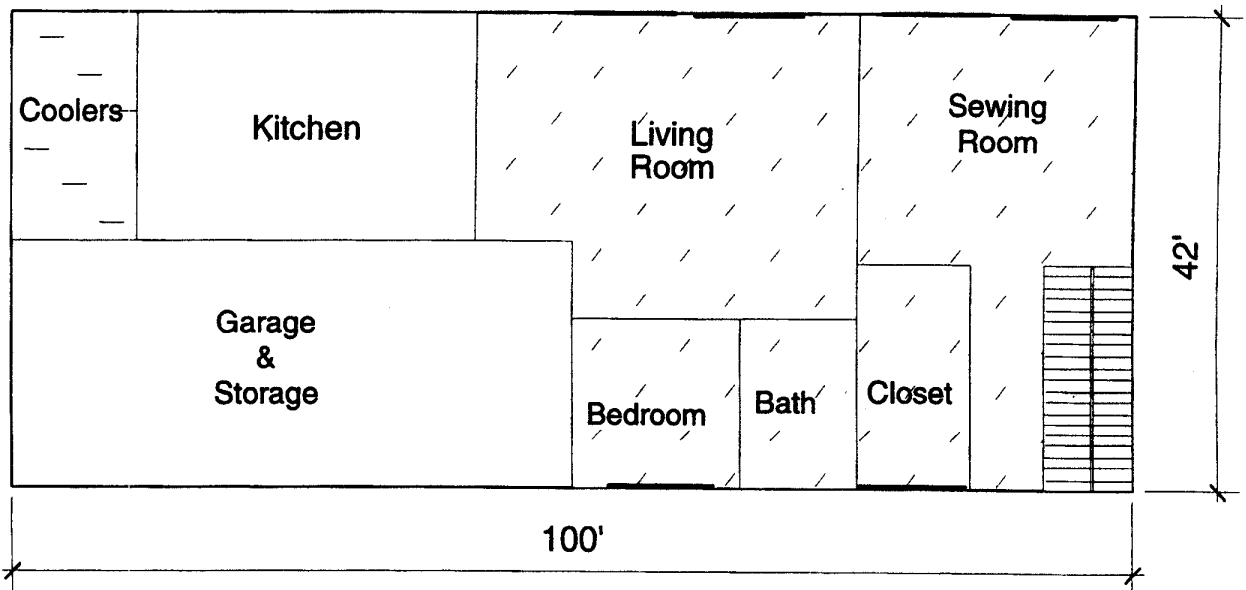 Coolers
Kitchen
Living
Room
Sewing
Room
42'
Garage
&
Storage
Bedroom
Bath
Closet
100'